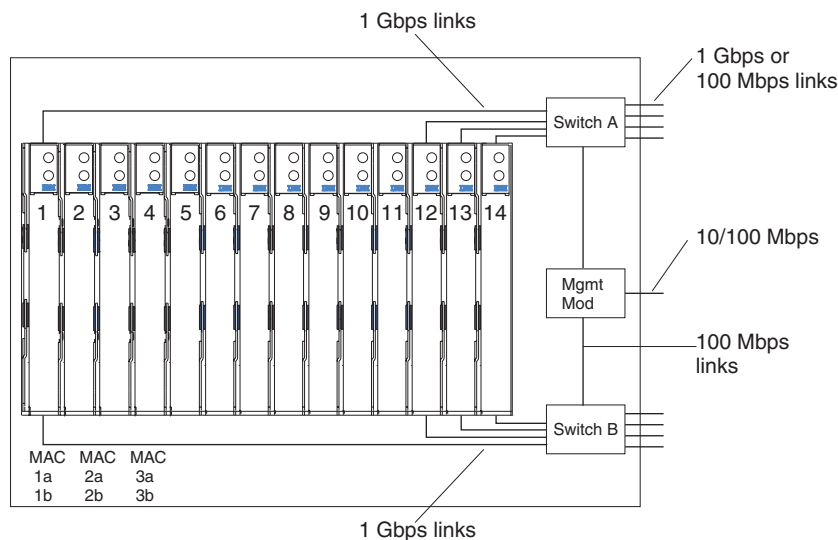 1 Gbps links
1 Gbps or
100 Mbps links
Switch A
1 2 3 4 5 6 7 8 9 10 11 12 13 14
10/100 Mbps
Mgmt
Mod
100 Mbps
links
Switch B
MAC MAC MAC
1a 2a 3a
1b 2b 3b
1 Gbps links